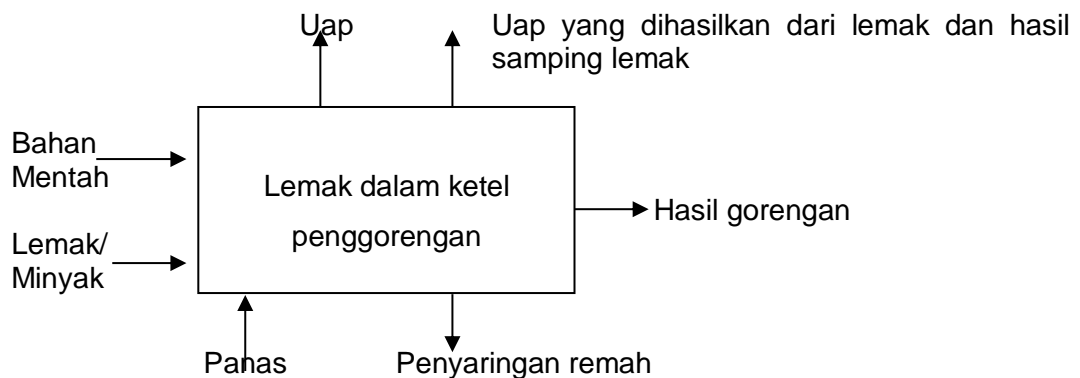 Uap
Uap yang dihasilkan dari lemak dan hasil
samping lemak
Bahan
Mentah
Lemak dalam ketel
penggorengan
Hasil gorengan
Lemak/
Minyak
Panas
Penyaringan remah